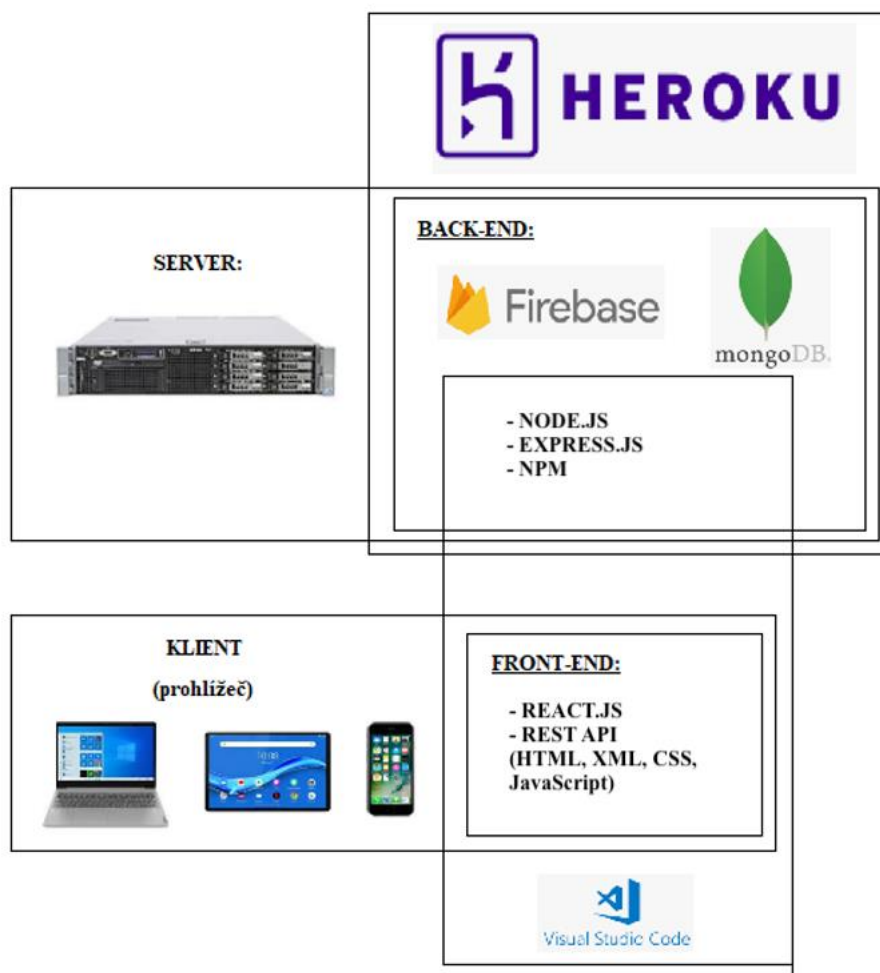 HEROKU
BACK-END:
SERVER:
Firebase
mongoDB.
- NODE.JS
- EXPRESS.JS
- NPM
KLIENT
(prohlížeč)
FRONT-END:
- REACT.JS
- REST API
(HTML, XML, CSS,
JavaScript)
Visual Studio Code